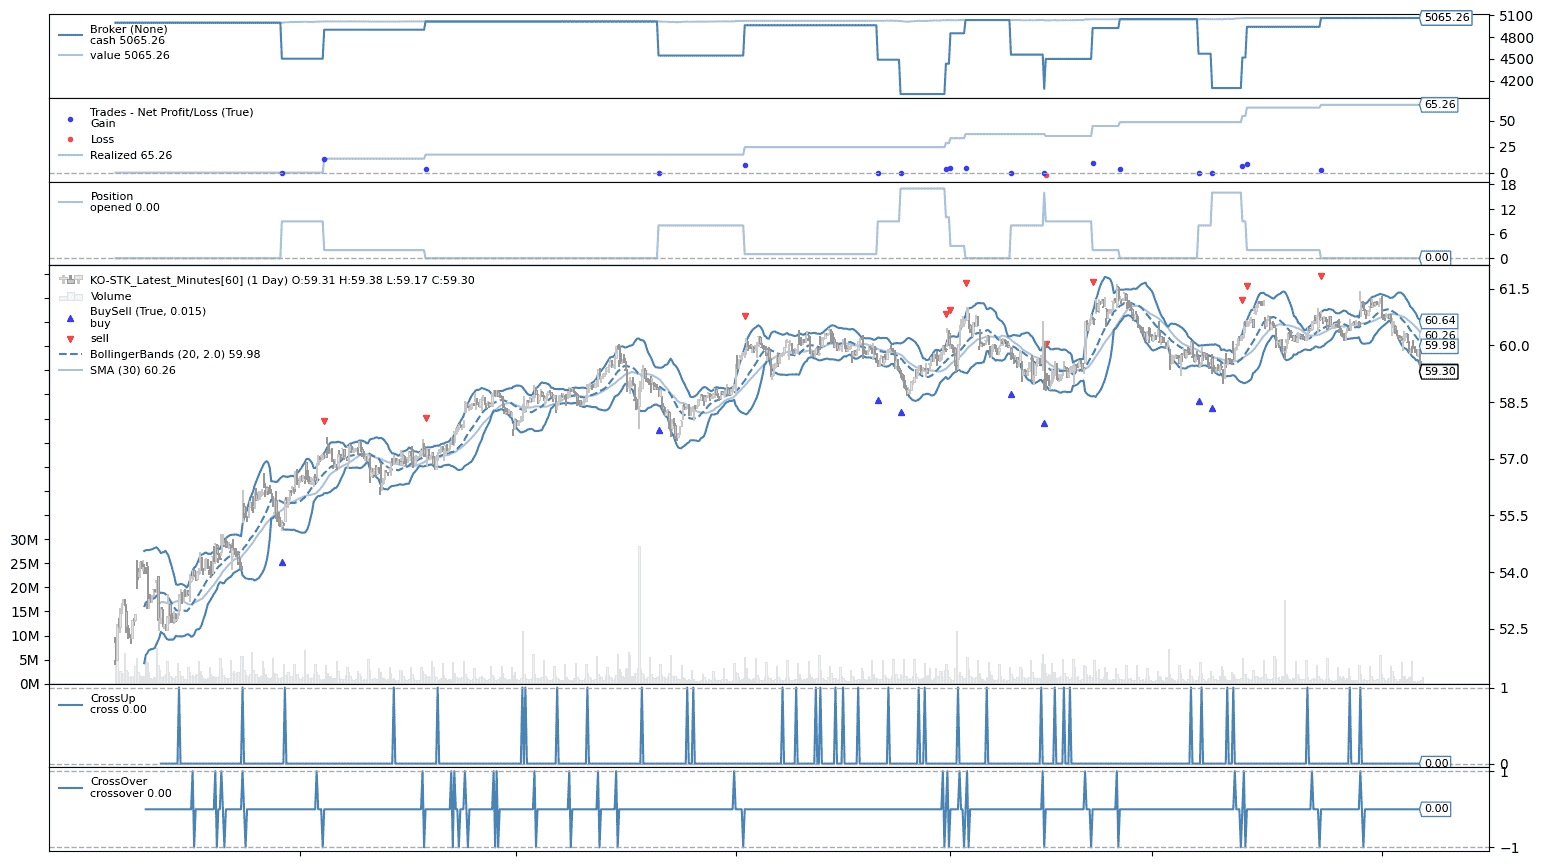 Broker (None)
cash 5065.26
value 5065.26
5065.26
5100
4800
4500
4200
Trades - Net Profit/Loss (True)
Gain
Loss
Realized 65.26
65.26
50
25
0
Position
opened 0.00
18
12
6
0
0.00
KO-STK_Latest_Minutes[60] (1 Day) O:59.31 H:59.38 L:59.17 C:59.30
Volume
BuySell (True, 0.015)
buy
sell
BollingerBands (20, 2.0) 59.98
SMA (30) 60.26
61.5
60.64
60.26
59.98
60.0
59.30
58.5
57.0
55.5
54.0
52.5
30M
25M
20M
15M
10M
5M
0M
CrossUp
cross 0.00
1
0.00
0
CrossOver
crossover 0.00
1
0.00
−1